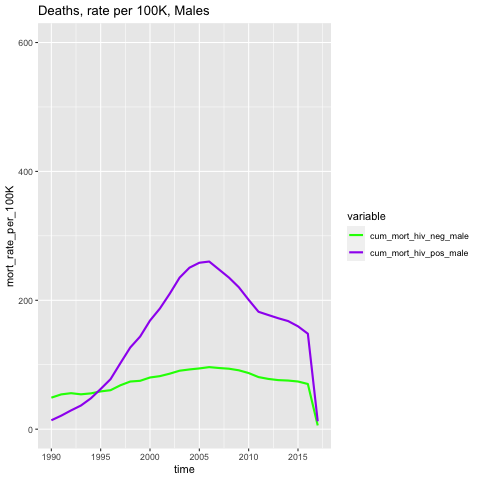 Deaths, rate per 100K, Males
600
400
200
0
mort_rate_per_100K
1990
1995
2000
2005
2010
2015
time
variable
cum_mort_hiv_neg_male
cum_mort_hiv_pos_male